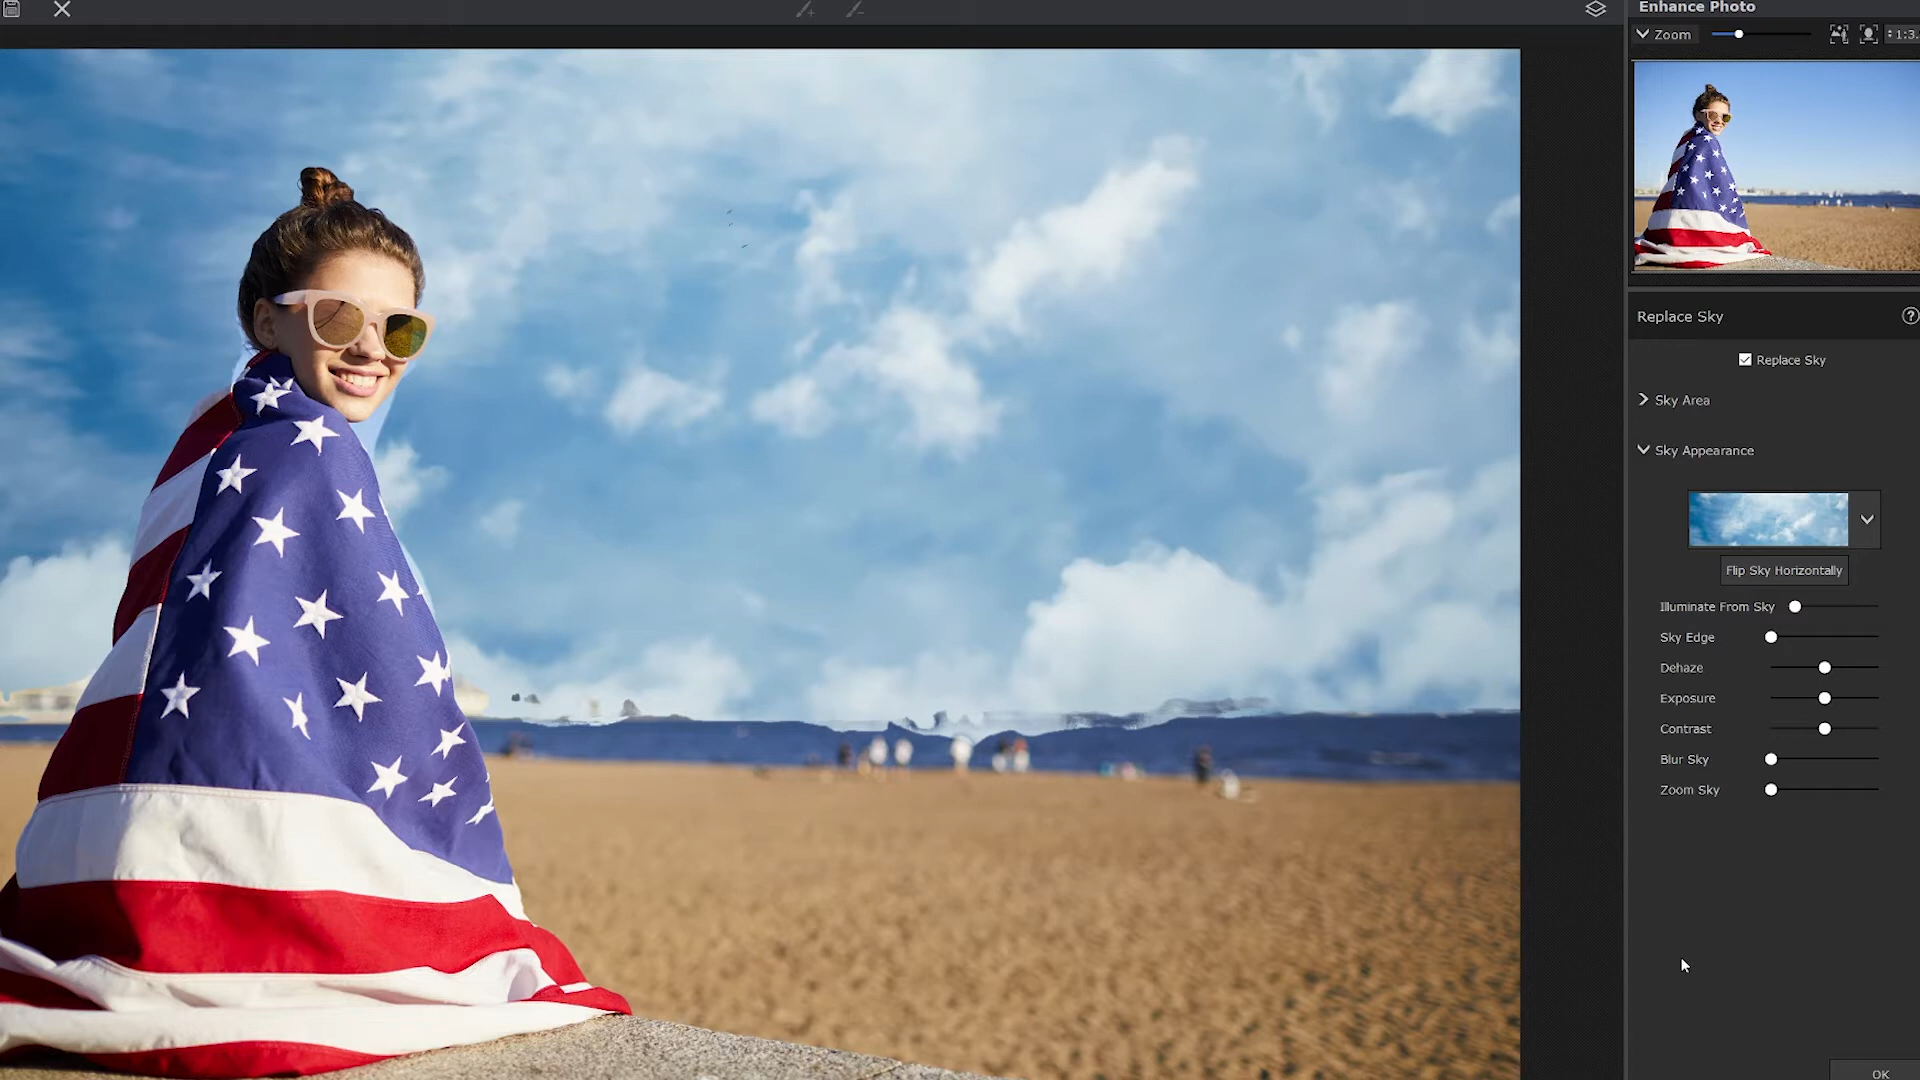 Enhance Photo
Zoom
1:3.
Replace Sky
?
Replace Sky
Sky Area
Sky Appearance
Flip Sky Horizontally
Illuminate From Sky
Sky Edge
Dehaze
Exposure
Contrast
Blur Sky
Zoom Sky
OK